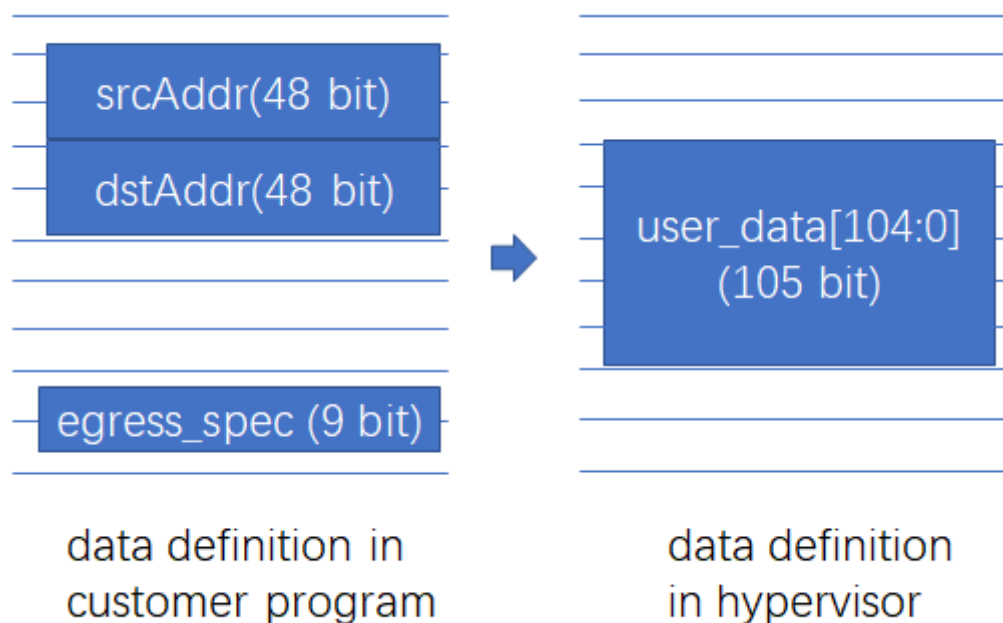 srcAddr(48 bit)
dstAddr(48 bit)
egress_spec (9 bit)
data definition in
customer program
user_data[104:0]
(105 bit)
data definition
in hypervisor